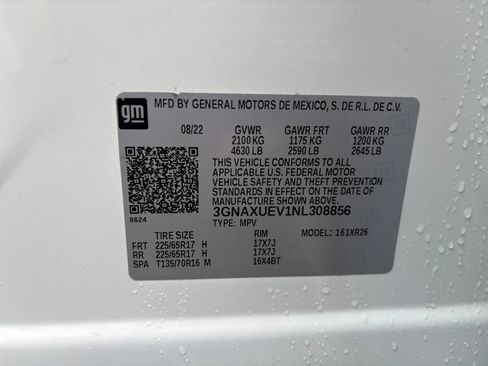 gm
MFD BY GENERAL MOTORS DE MEXICO, S. DE R.L. DE C.V.
08/22 GVWR GAWR FRT GAWR RR
2100 KG 1175 KG 1200 KG
4630 LB 2590 LB 2645 LB
THIS VEHICLE CONFORMS TO ALL
APPLICABLE U.S. FEDERAL MOTOR
VEHICLE SAFETY AND THEFT PREVENTION
STANDARDS IN EFFECT ON THE DATE OF
MANUFACTURE SHOWN ABOVE.
8624 3GNAXUEV1NL308856
TYPE: MPV MODEL: 161XR26
TIRE SIZE RIM
FRT 225/65R17 H 17X7J
RR 225/65R17 H 17X7J
SPA T135/70R16 M 16X4BT